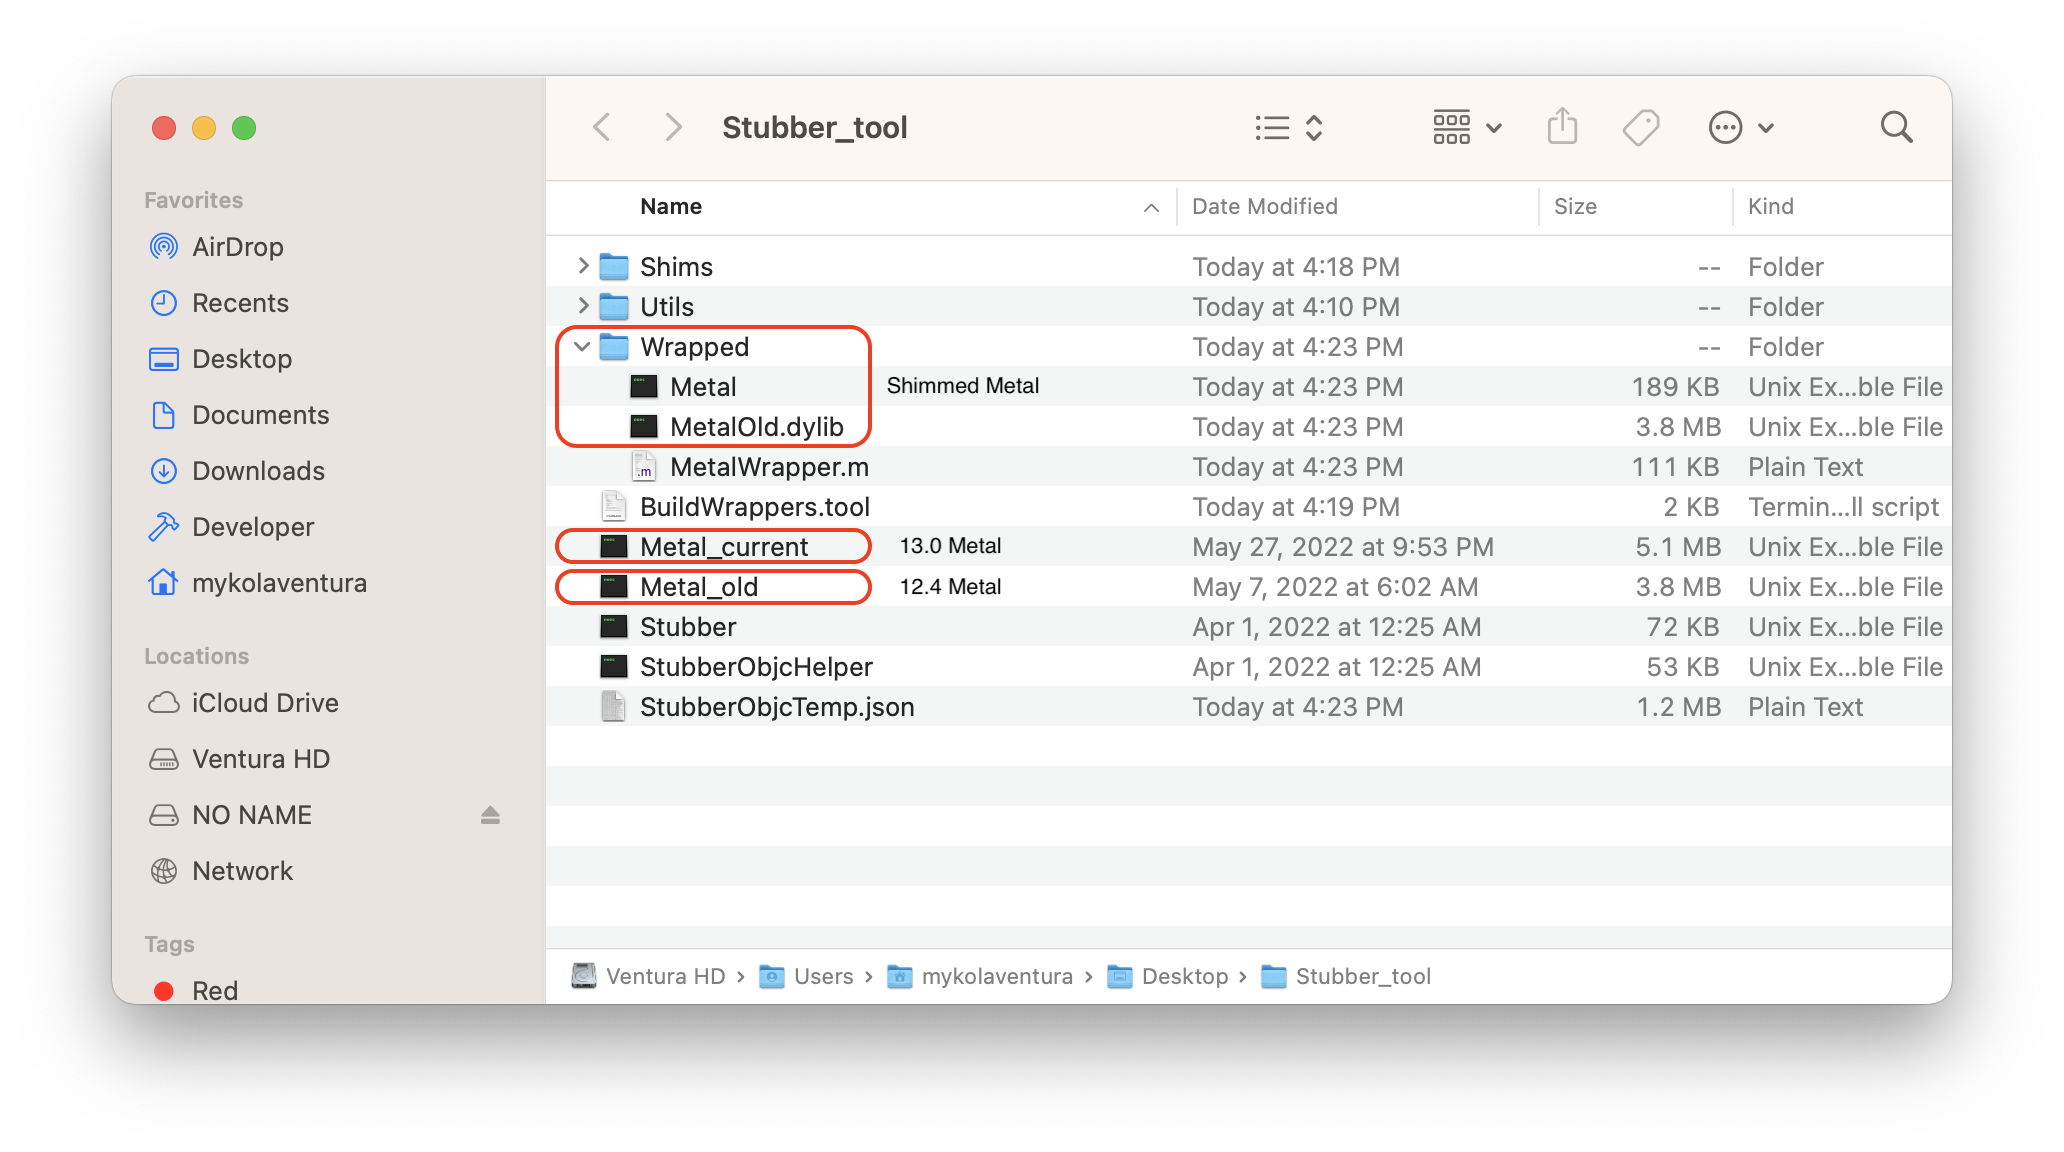 Stubber_tool
Favorites
AirDrop
Recents
Desktop
Documents
Downloads
Developer
mykolaventura
Locations
iCloud Drive
Ventura HD
NO NAME
Network
Tags
Red
Name Date Modified Size Kind
Shims Today at 4:18 PM -- Folder
Utils Today at 4:10 PM -- Folder
Wrapped Today at 4:23 PM -- Folder
Metal Shimmed Metal Today at 4:23 PM 189 KB Unix Ex...ble File
MetalOld.dylib Today at 4:23 PM 3.8 MB Unix Ex...ble File
MetalWrapper.m Today at 4:23 PM 111 KB Plain Text
BuildWrappers.tool Today at 4:19 PM 2 KB Termin...ll script
Metal_current 13.0 Metal May 27, 2022 at 9:53 PM 5.1 MB Unix Ex...ble File
Metal_old 12.4 Metal May 7, 2022 at 6:02 AM 3.8 MB Unix Ex...ble File
Stubber Apr 1, 2022 at 12:25 AM 72 KB Unix Ex...ble File
StubberObjcHelper Apr 1, 2022 at 12:25 AM 53 KB Unix Ex...ble File
StubberObjcTemp.json Today at 4:23 PM 1.2 MB Plain Text
Ventura HD › Users › mykolaventura › Desktop › Stubber_tool